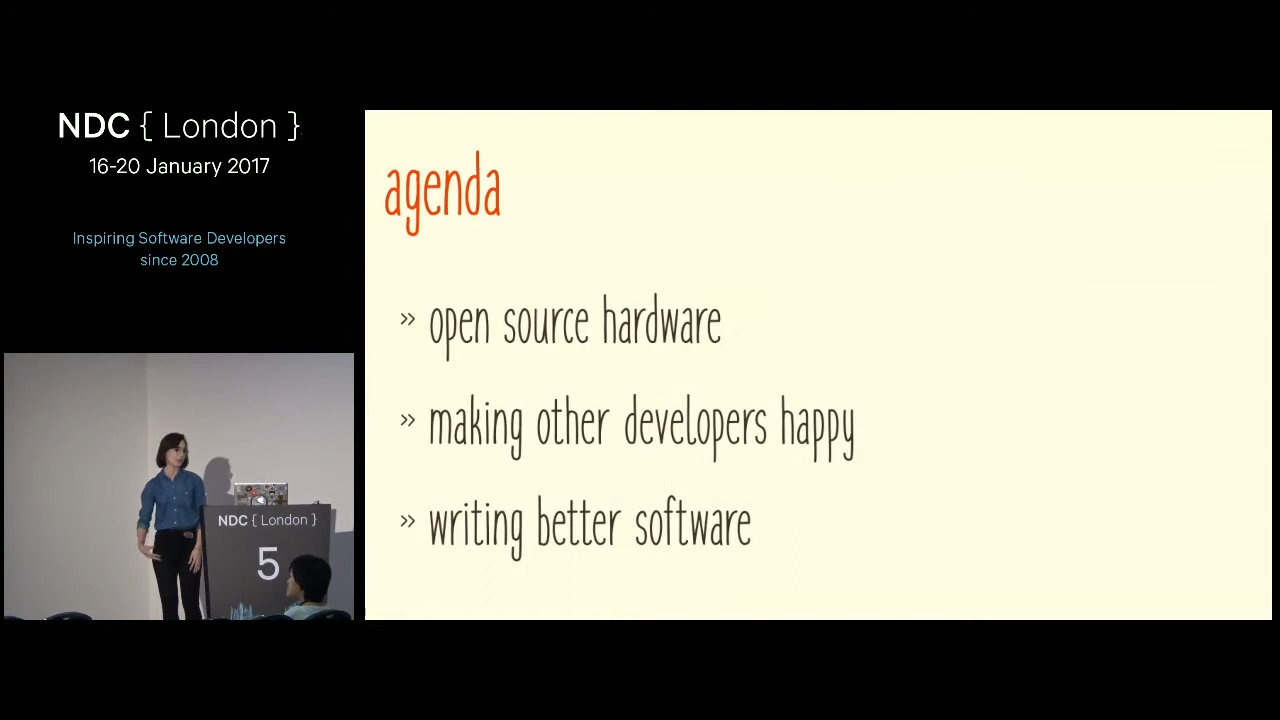 NDC { London }
16-20 January 2017
Inspiring Software Developers
since 2008
agenda
» open source hardware
» making other developers happy
» writing better software
NDC { London }
5